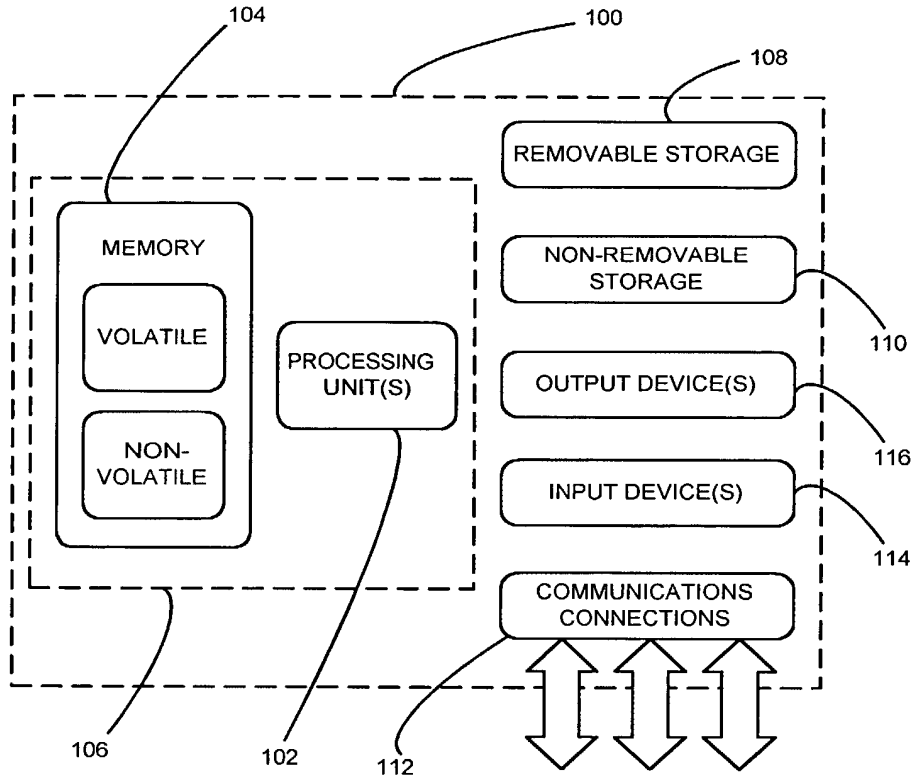 104
100
108
REMOVABLE STORAGE
MEMORY
NON-REMOVABLE
STORAGE
VOLATILE
110
PROCESSING
UNIT(S)
OUTPUT DEVICE(S)
NON-
VOLATILE
116
INPUT DEVICE(S)
114
COMMUNICATIONS
CONNECTIONS
106
102
112